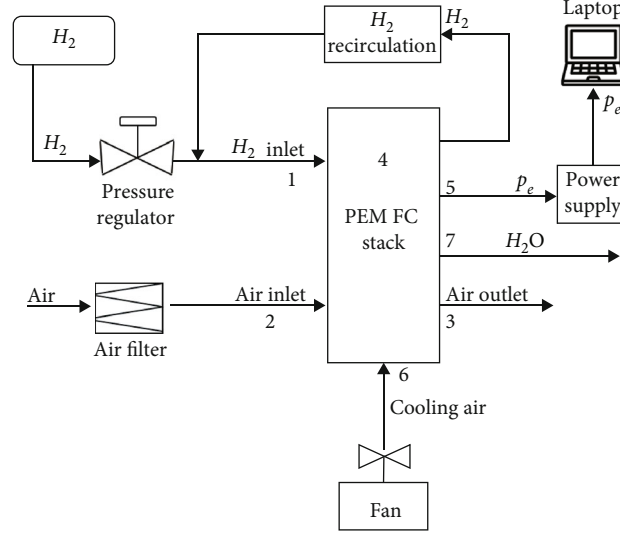 Laptop
H₂
H₂
recirculation
H₂
pₑ
H₂
H₂ inlet
1
Pressure
regulator
4
PEM FC
stack
5
pₑ
Power
supply
7
H₂O
Air
Air filter
Air inlet
2
Air outlet
3
6
Cooling air
Fan